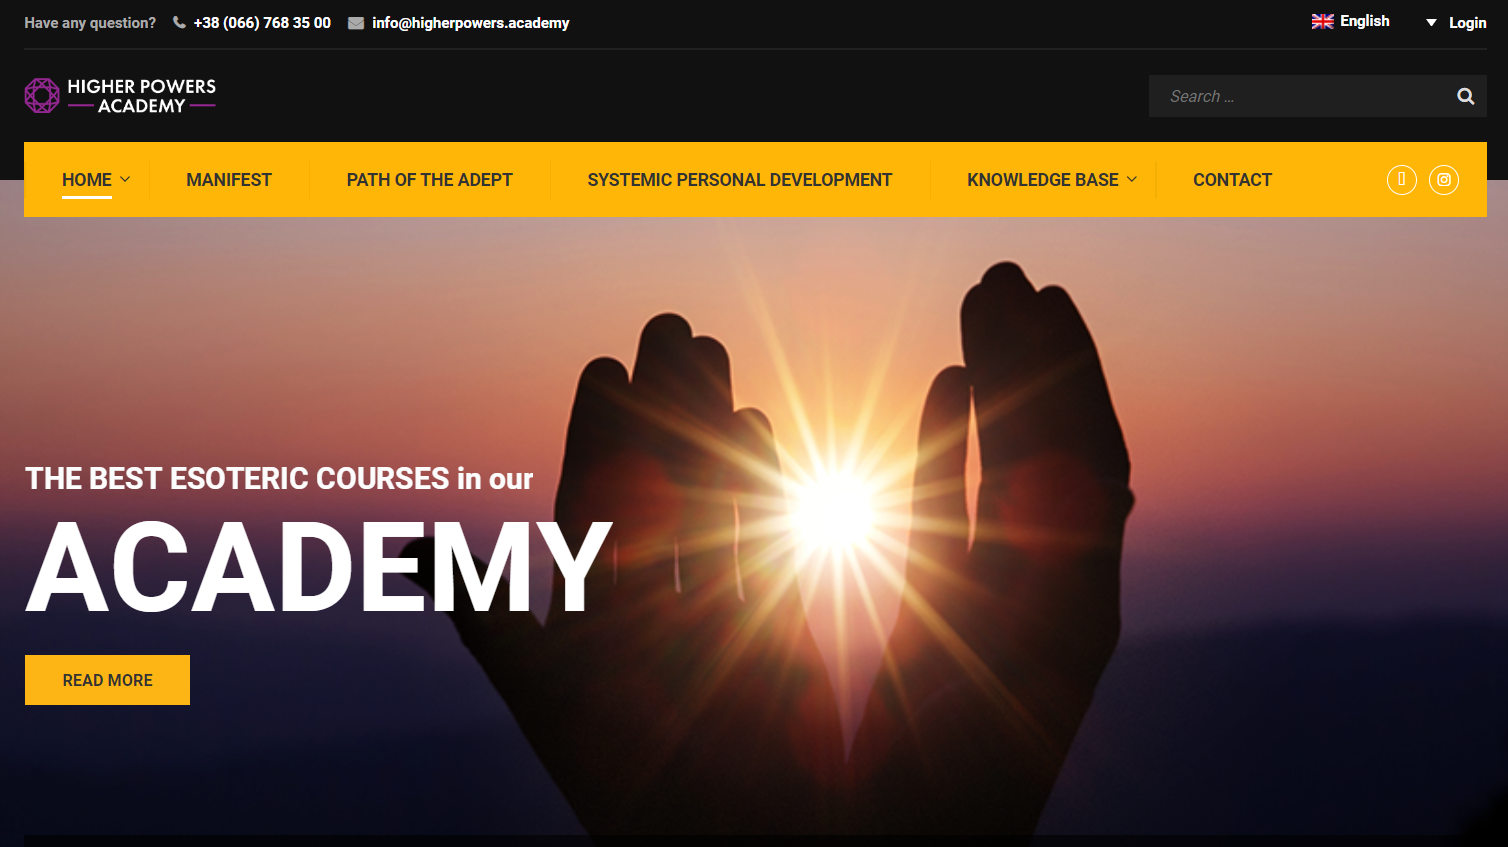 Have any question? +38 (066) 768 35 00 info@higherpowers.academy English Login
HIGHER POWERS
ACADEMY
Search ...
HOME MANIFEST PATH OF THE ADEPT SYSTEMIC PERSONAL DEVELOPMENT KNOWLEDGE BASE CONTACT
THE BEST ESOTERIC COURSES in our
ACADEMY
READ MORE